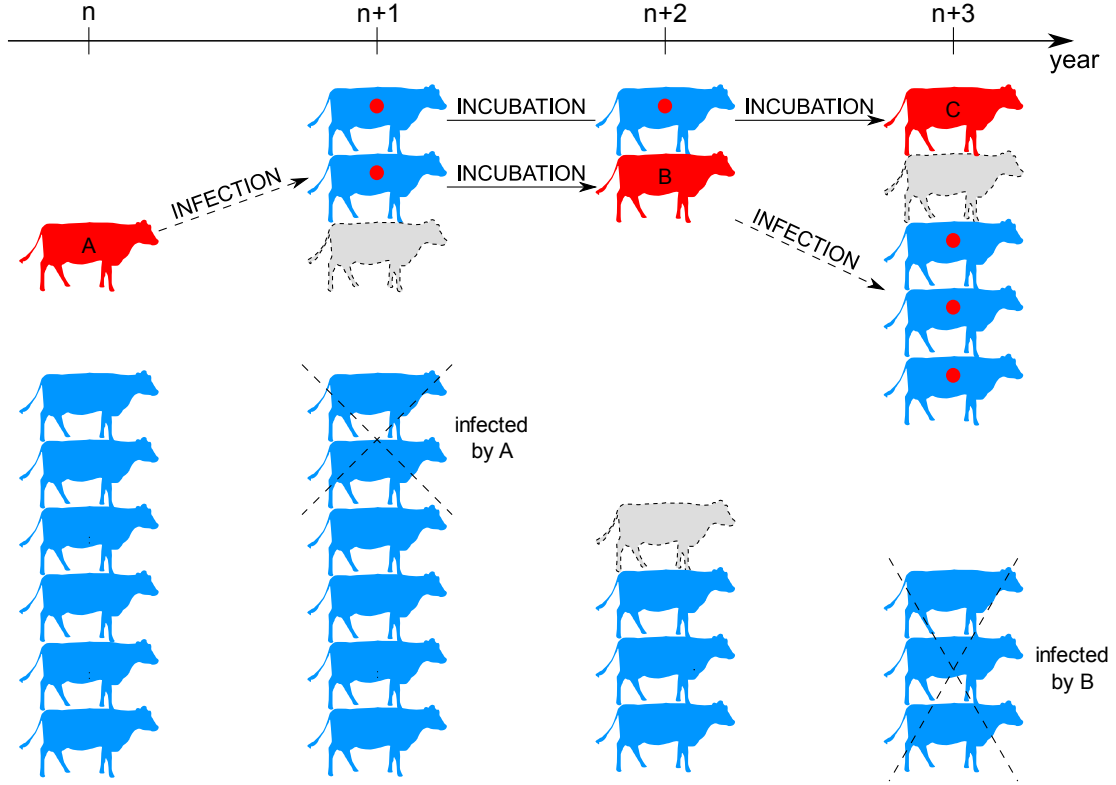 n
n+1
n+2
n+3
year
INCUBATION
INCUBATION
C
INFECTION
INCUBATION
B
A
INFECTION
infected
by A
infected
by B